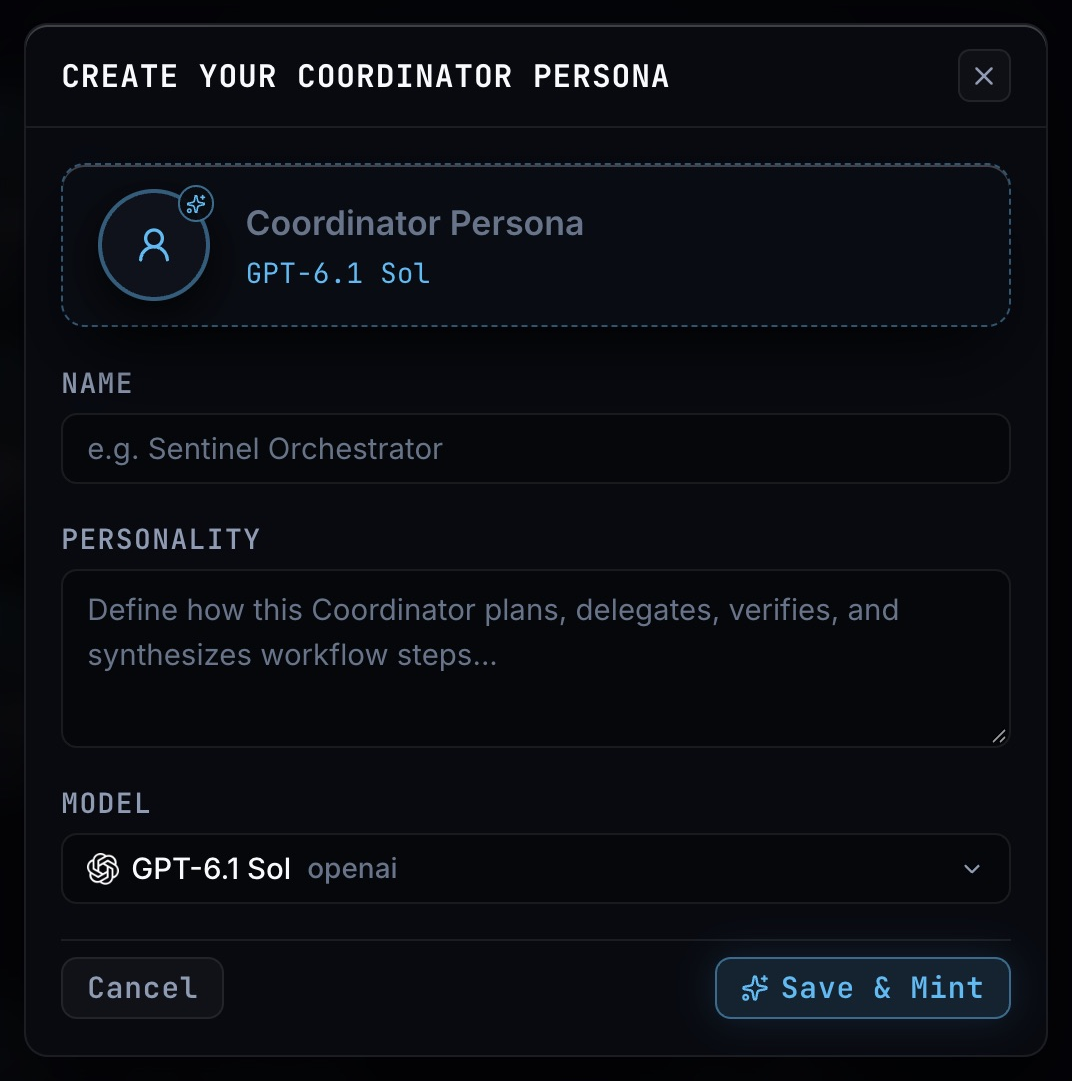 CREATE YOUR COORDINATOR PERSONA
Coordinator Persona
GPT-6.1 Sol
NAME
e.g. Sentinel Orchestrator
PERSONALITY
Define how this Coordinator plans, delegates, verifies, and
synthesizes workflow steps...
MODEL
GPT-6.1 Sol openai
Cancel
Save & Mint